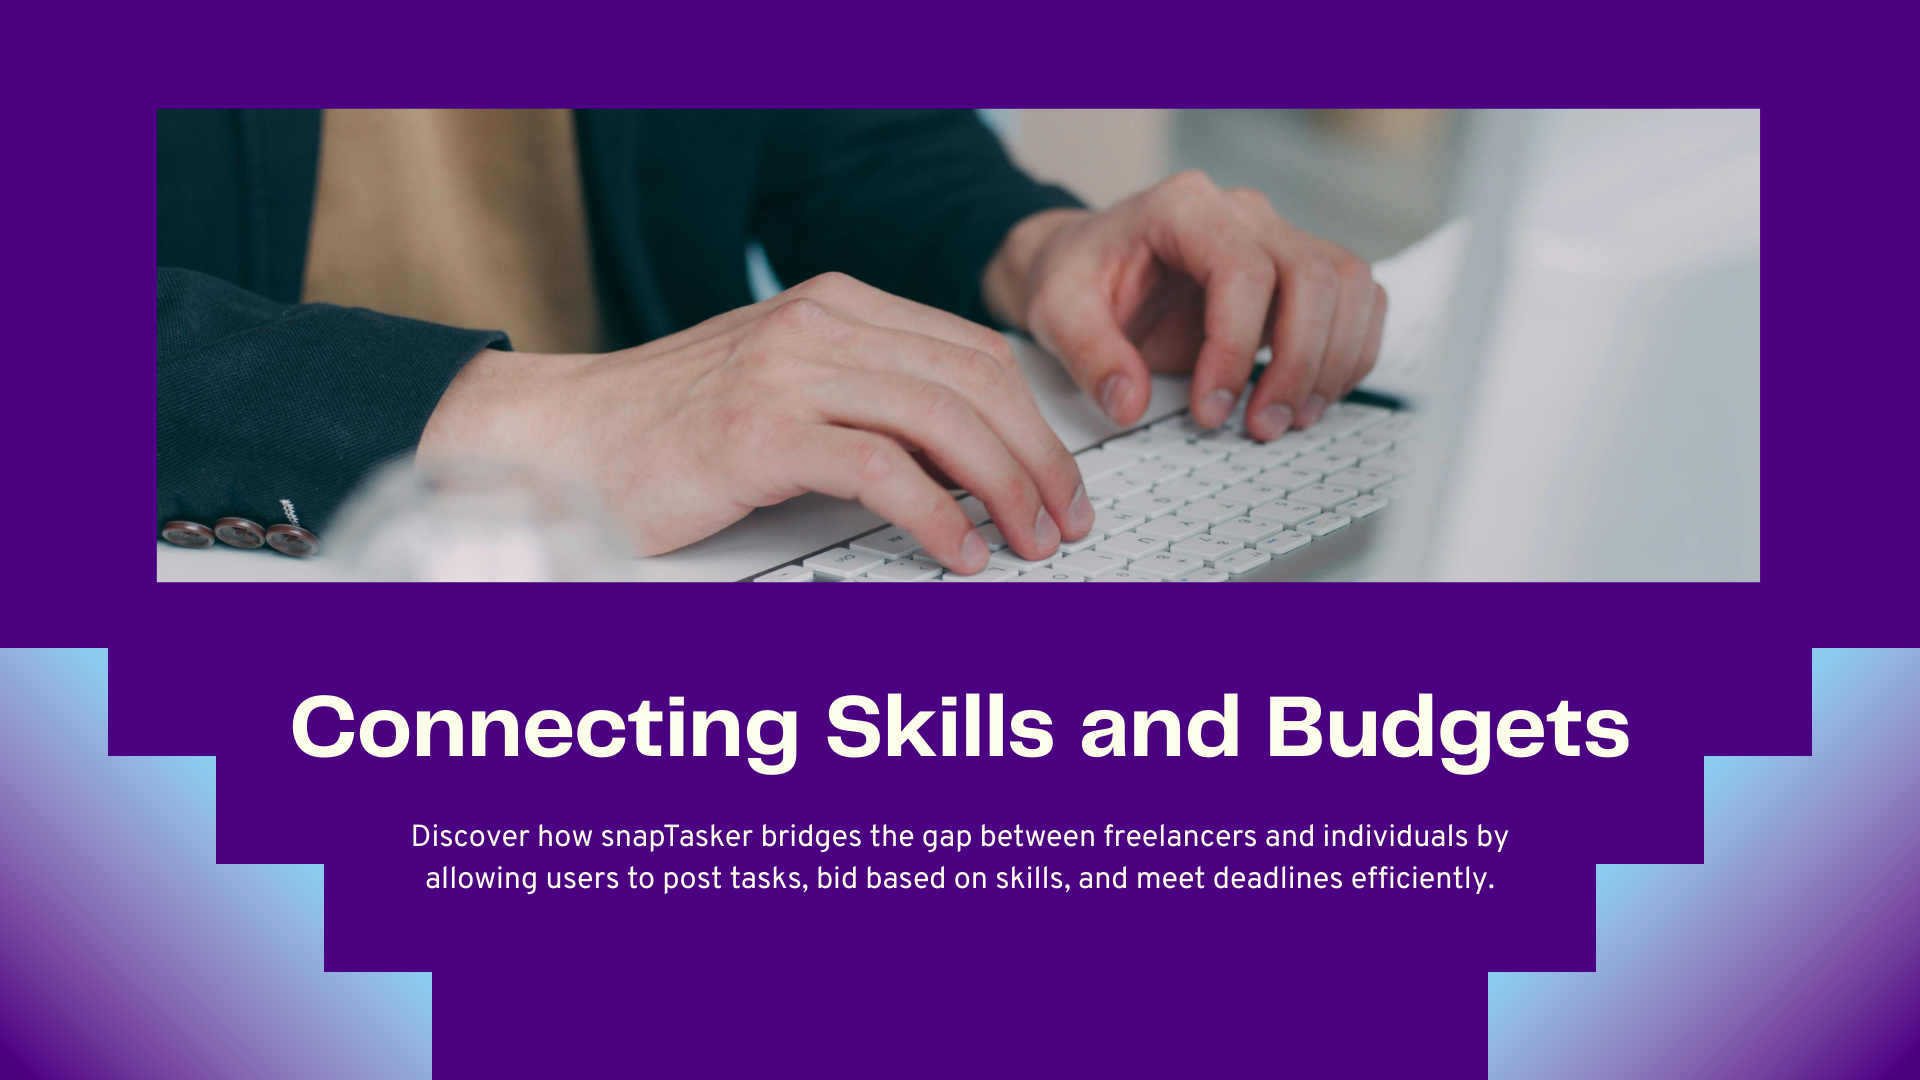 Connecting Skills and Budgets
Discover how snapTasker bridges the gap between freelancers and individuals by
allowing users to post tasks, bid based on skills, and meet deadlines efficiently.